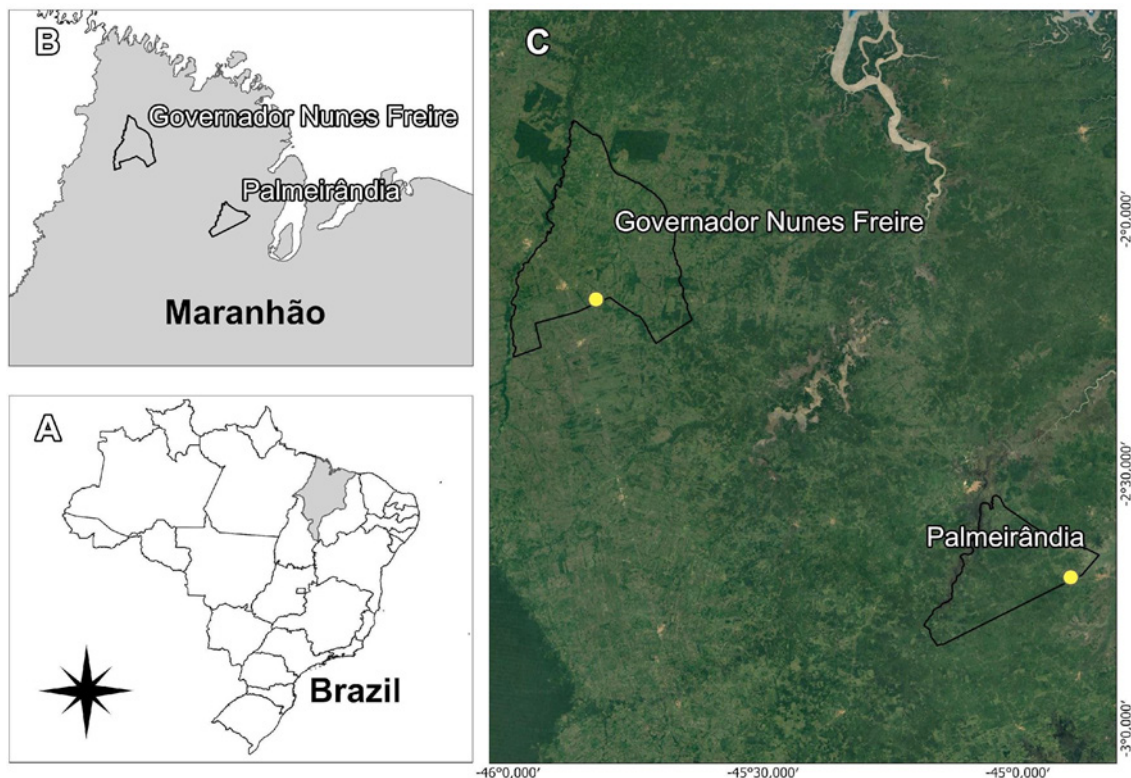 B
Governador Nunes Freire
Palmeirândia
Maranhão
A
Brazil
C
Governador Nunes Freire
Palmeirândia
-2°0.000'
-2°30.000'
-3°0.000'
-46°0.000'
-45°30.000'
-45°0.000'